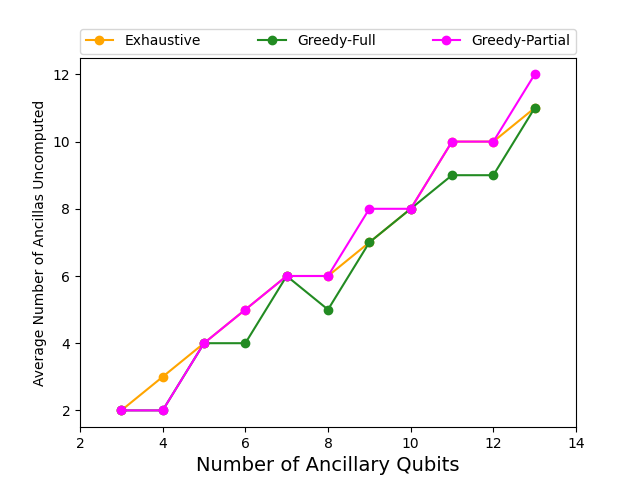 Exhaustive Greedy-Full Greedy-Partial
12
10
8
6
4
2
Average Number of Ancillas Uncomputed
2 4 6 8 10 12 14
Number of Ancillary Qubits